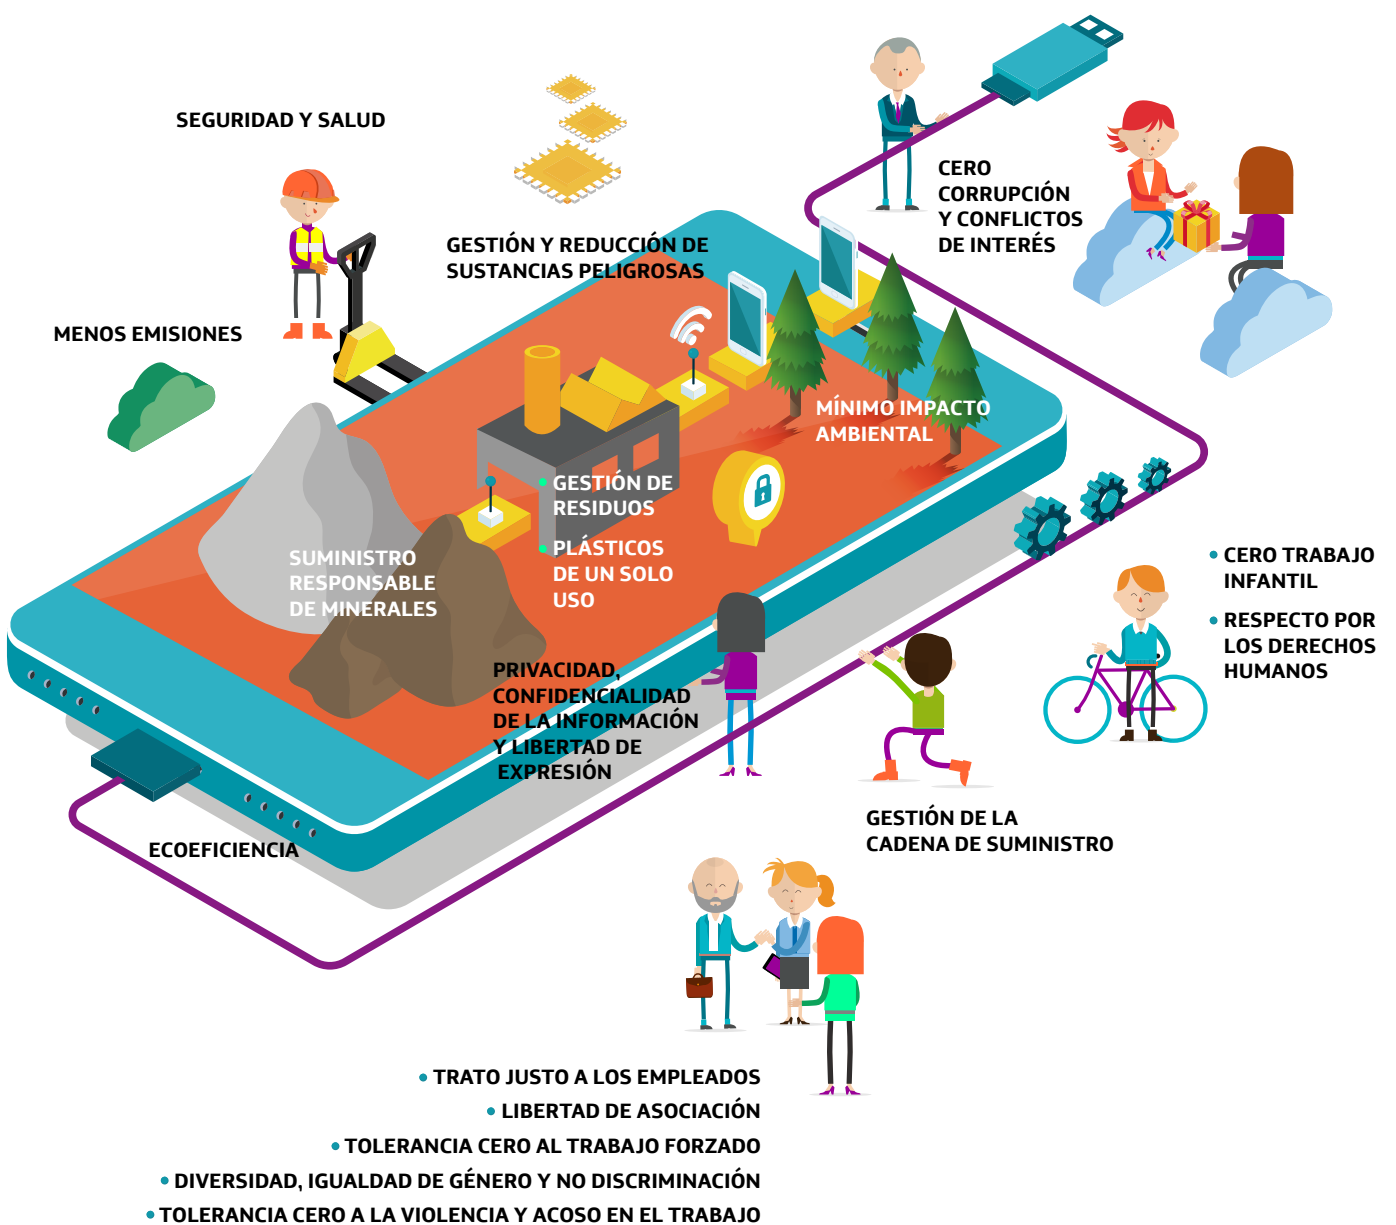 SEGURIDAD Y SALUD
CERO
CORRUPCIÓN
Y CONFLICTOS
DE INTERÉS
GESTIÓN Y REDUCCIÓN DE
SUSTANCIAS PELIGROSAS
MENOS EMISIONES
MÍNIMO IMPACTO
AMBIENTAL
• GESTIÓN DE
RESIDUOS
• PLÁSTICOS
DE UN SOLO
USO
SUMINISTRO
RESPONSABLE
DE MINERALES
• CERO TRABAJO
INFANTIL
• RESPECTO POR
LOS DERECHOS
HUMANOS
PRIVACIDAD,
CONFIDENCIALIDAD
DE LA INFORMACIÓN
Y LIBERTAD DE
EXPRESIÓN
GESTIÓN DE LA
CADENA DE SUMINISTRO
ECOEFICIENCIA
• TRATO JUSTO A LOS EMPLEADOS
• LIBERTAD DE ASOCIACIÓN
• TOLERANCIA CERO AL TRABAJO FORZADO
• DIVERSIDAD, IGUALDAD DE GÉNERO Y NO DISCRIMINACIÓN
• TOLERANCIA CERO A LA VIOLENCIA Y ACOSO EN EL TRABAJO